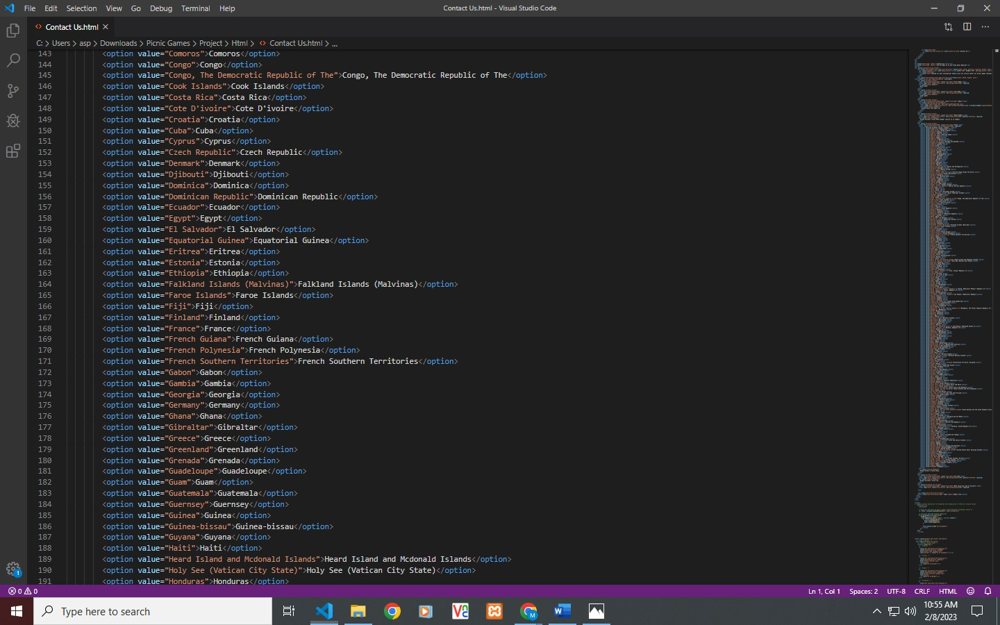 File Edit Selection View Go Debug Terminal Help Contact Us.html - Visual Studio Code
<> Contact Us.html ×
C: > Users > asp > Downloads > Picnic Games > Project > Html > <> Contact Us.html > ...
143 <option value="Comoros">Comoros</option>
144 <option value="Congo">Congo</option>
145 <option value="Congo, The Democratic Republic of The">Congo, The Democratic Republic of The</option>
146 <option value="Cook Islands">Cook Islands</option>
147 <option value="Costa Rica">Costa Rica</option>
148 <option value="Cote D'ivoire">Cote D'ivoire</option>
149 <option value="Croatia">Croatia</option>
150 <option value="Cuba">Cuba</option>
151 <option value="Cyprus">Cyprus</option>
152 <option value="Czech Republic">Czech Republic</option>
153 <option value="Denmark">Denmark</option>
154 <option value="Djibouti">Djibouti</option>
155 <option value="Dominica">Dominica</option>
156 <option value="Dominican Republic">Dominican Republic</option>
157 <option value="Ecuador">Ecuador</option>
158 <option value="Egypt">Egypt</option>
159 <option value="El Salvador">El Salvador</option>
160 <option value="Equatorial Guinea">Equatorial Guinea</option>
161 <option value="Eritrea">Eritrea</option>
162 <option value="Estonia">Estonia</option>
163 <option value="Ethiopia">Ethiopia</option>
164 <option value="Falkland Islands (Malvinas)">Falkland Islands (Malvinas)</option>
165 <option value="Faroe Islands">Faroe Islands</option>
166 <option value="Fiji">Fiji</option>
167 <option value="Finland">Finland</option>
168 <option value="France">France</option>
169 <option value="French Guiana">French Guiana</option>
170 <option value="French Polynesia">French Polynesia</option>
171 <option value="French Southern Territories">French Southern Territories</option>
172 <option value="Gabon">Gabon</option>
173 <option value="Gambia">Gambia</option>
174 <option value="Georgia">Georgia</option>
175 <option value="Germany">Germany</option>
176 <option value="Ghana">Ghana</option>
177 <option value="Gibraltar">Gibraltar</option>
178 <option value="Greece">Greece</option>
179 <option value="Greenland">Greenland</option>
180 <option value="Grenada">Grenada</option>
181 <option value="Guadeloupe">Guadeloupe</option>
182 <option value="Guam">Guam</option>
183 <option value="Guatemala">Guatemala</option>
184 <option value="Guernsey">Guernsey</option>
185 <option value="Guinea">Guinea</option>
186 <option value="Guinea-bissau">Guinea-bissau</option>
187 <option value="Guyana">Guyana</option>
188 <option value="Haiti">Haiti</option>
189 <option value="Heard Island and Mcdonald Islands">Heard Island and Mcdonald Islands</option>
190 <option value="Holy See (Vatican City State)">Holy See (Vatican City State)</option>
191 <option value="Honduras">Honduras</option>
1
0 0 Ln 1, Col 1 Spaces: 2 UTF-8 CRLF HTML
Type here to search
M
W
10:55 AM
2/8/2023